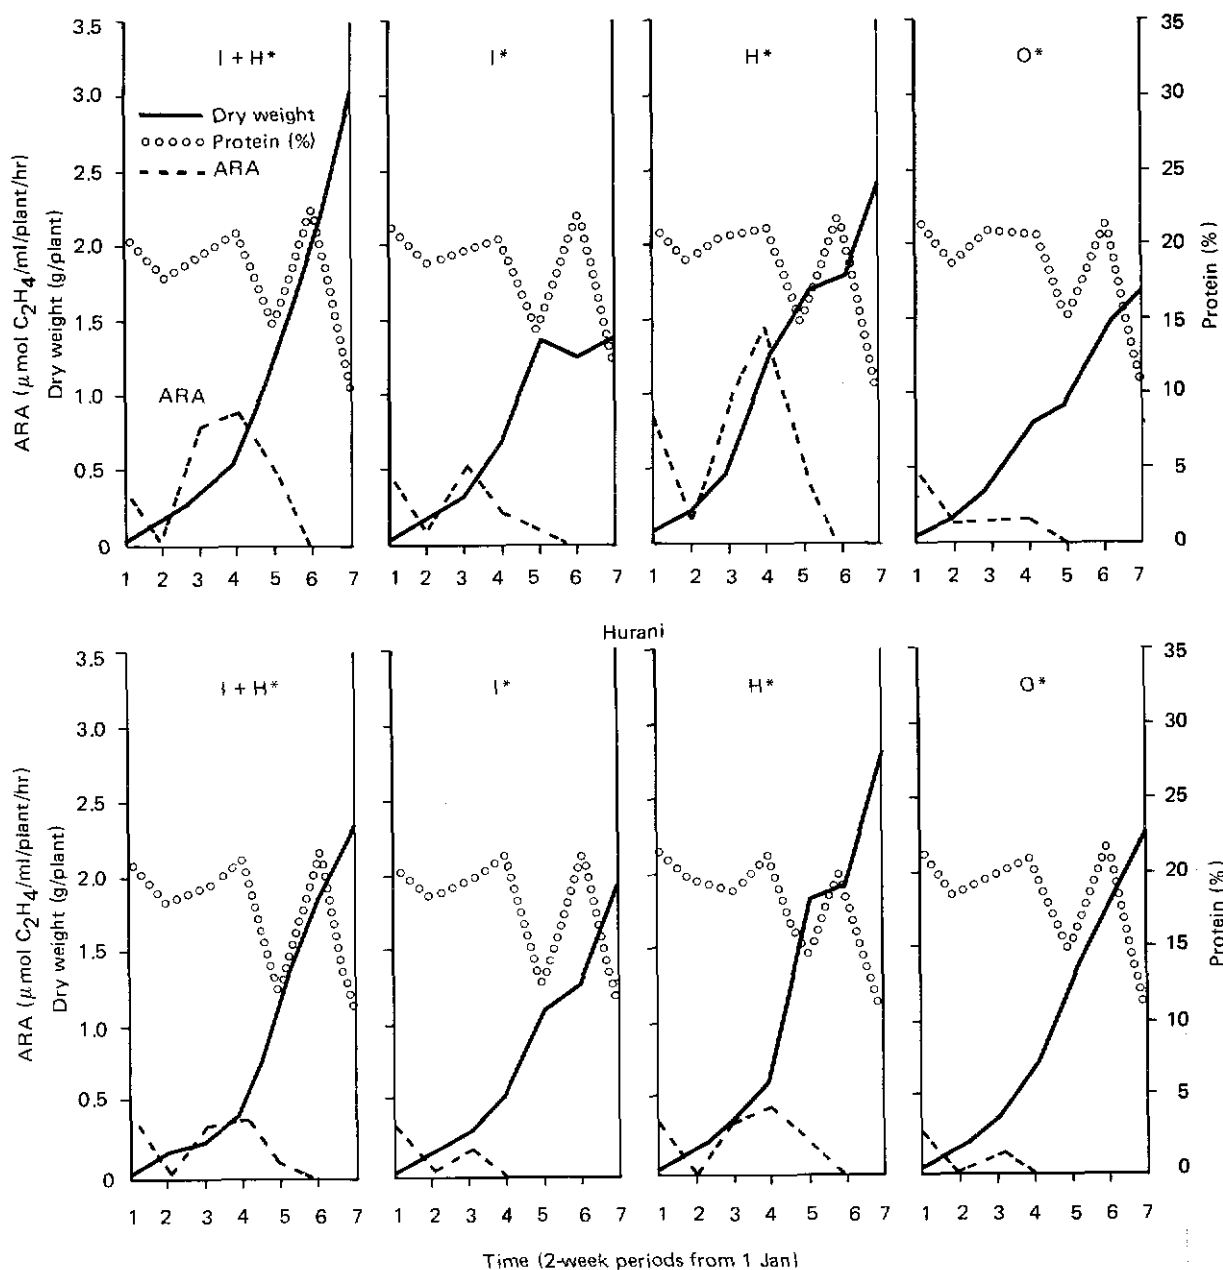 3.5
3.0
2.5
2.0
1.5
1.0
0.5
0
ARA (μmol C2H4/ml/plant/hr)
Dry weight (g/plant)
I + H*
Dry weight
Protein (%)
ARA
ARA
I*
H*
O*
35
30
25
20
15
10
5
0
Protein (%)
1 2 3 4 5 6 7
1 2 3 4 5 6 7
1 2 3 4 5 6 7
1 2 3 4 5 6 7
Hurani
3.5
3.0
2.5
2.0
1.5
1.0
0.5
0
ARA (μmol C2H4/ml/plant/hr)
Dry weight (g/plant)
I + H*
I*
H*
O*
35
30
25
20
15
10
5
0
Protein (%)
1 2 3 4 5 6 7
1 2 3 4 5 6 7
1 2 3 4 5 6 7
1 2 3 4 5 6 7
Time (2-week periods from 1 Jan)